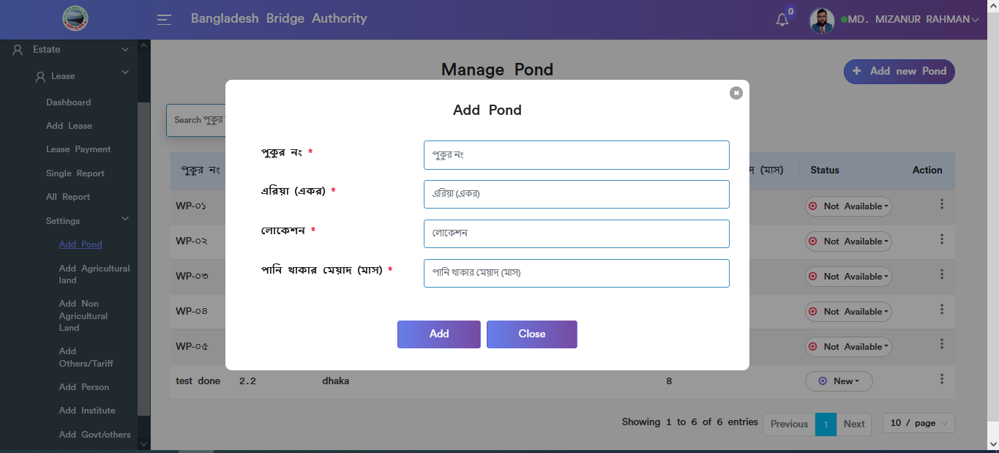 Bangladesh Bridge Authority
0
MD. MIZANUR RAHMAN
Estate
Lease
Dashboard
Add Lease
Lease Payment
Single Report
All Report
Settings
Add Pond
Add Agricultural
land
Add Non
Agricultural
Land
Add
Others/Tariff
Add Person
Add Institute
Add Govt/others
Manage Pond
+ Add new Pond
Search পুকুর
Add Pond
পুকুর নং *
পুকুর নং
এরিয়া (একর) *
এরিয়া (একর)
লোকেশন *
লোকেশন
পানি থাকার মেয়াদ (মাস) *
পানি থাকার মেয়াদ (মাস)
Add Close
পুকুর নং (মাস) Status Action
WP-০১ Not Available
WP-০২ Not Available
WP-০৩ Not Available
WP-০৪ Not Available
WP-০৫ Not Available
test done 2.2 dhaka 8 New
Showing 1 to 6 of 6 entries Previous 1 Next 10 / page